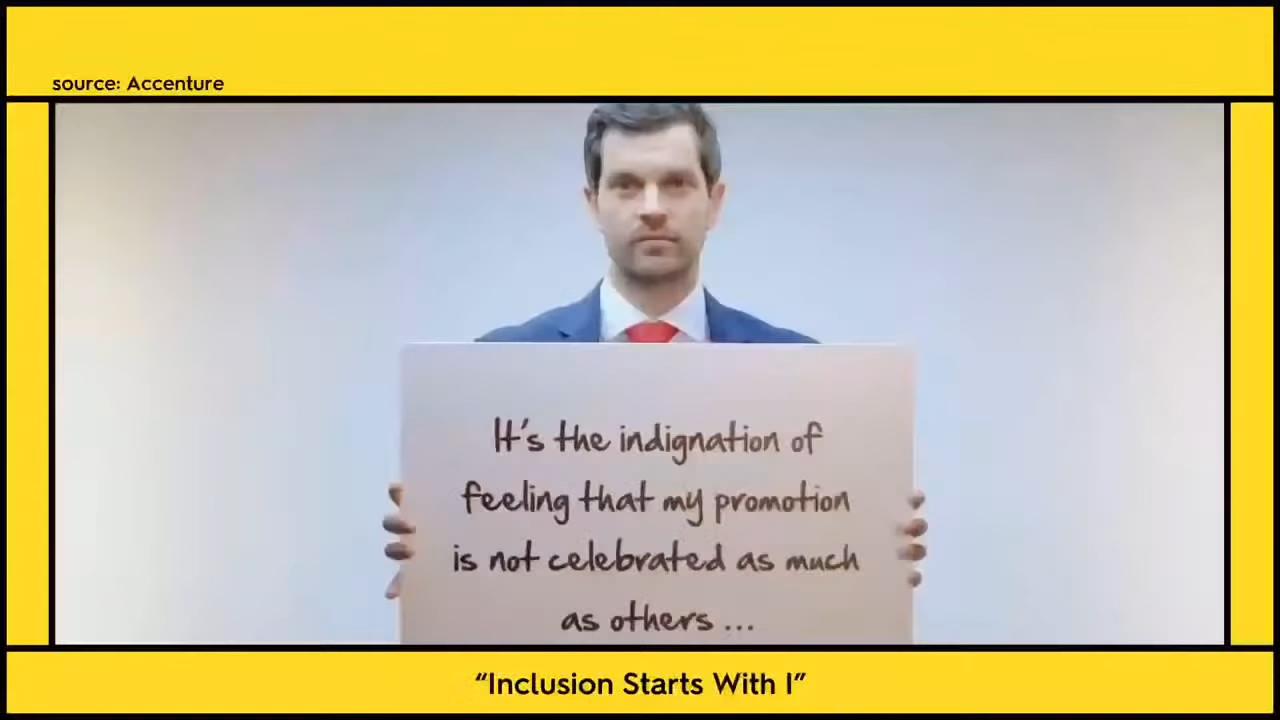 source: Accenture
It's the indignation of
feeling that my promotion
is not celebrated as much
as others ...
“Inclusion Starts With I”